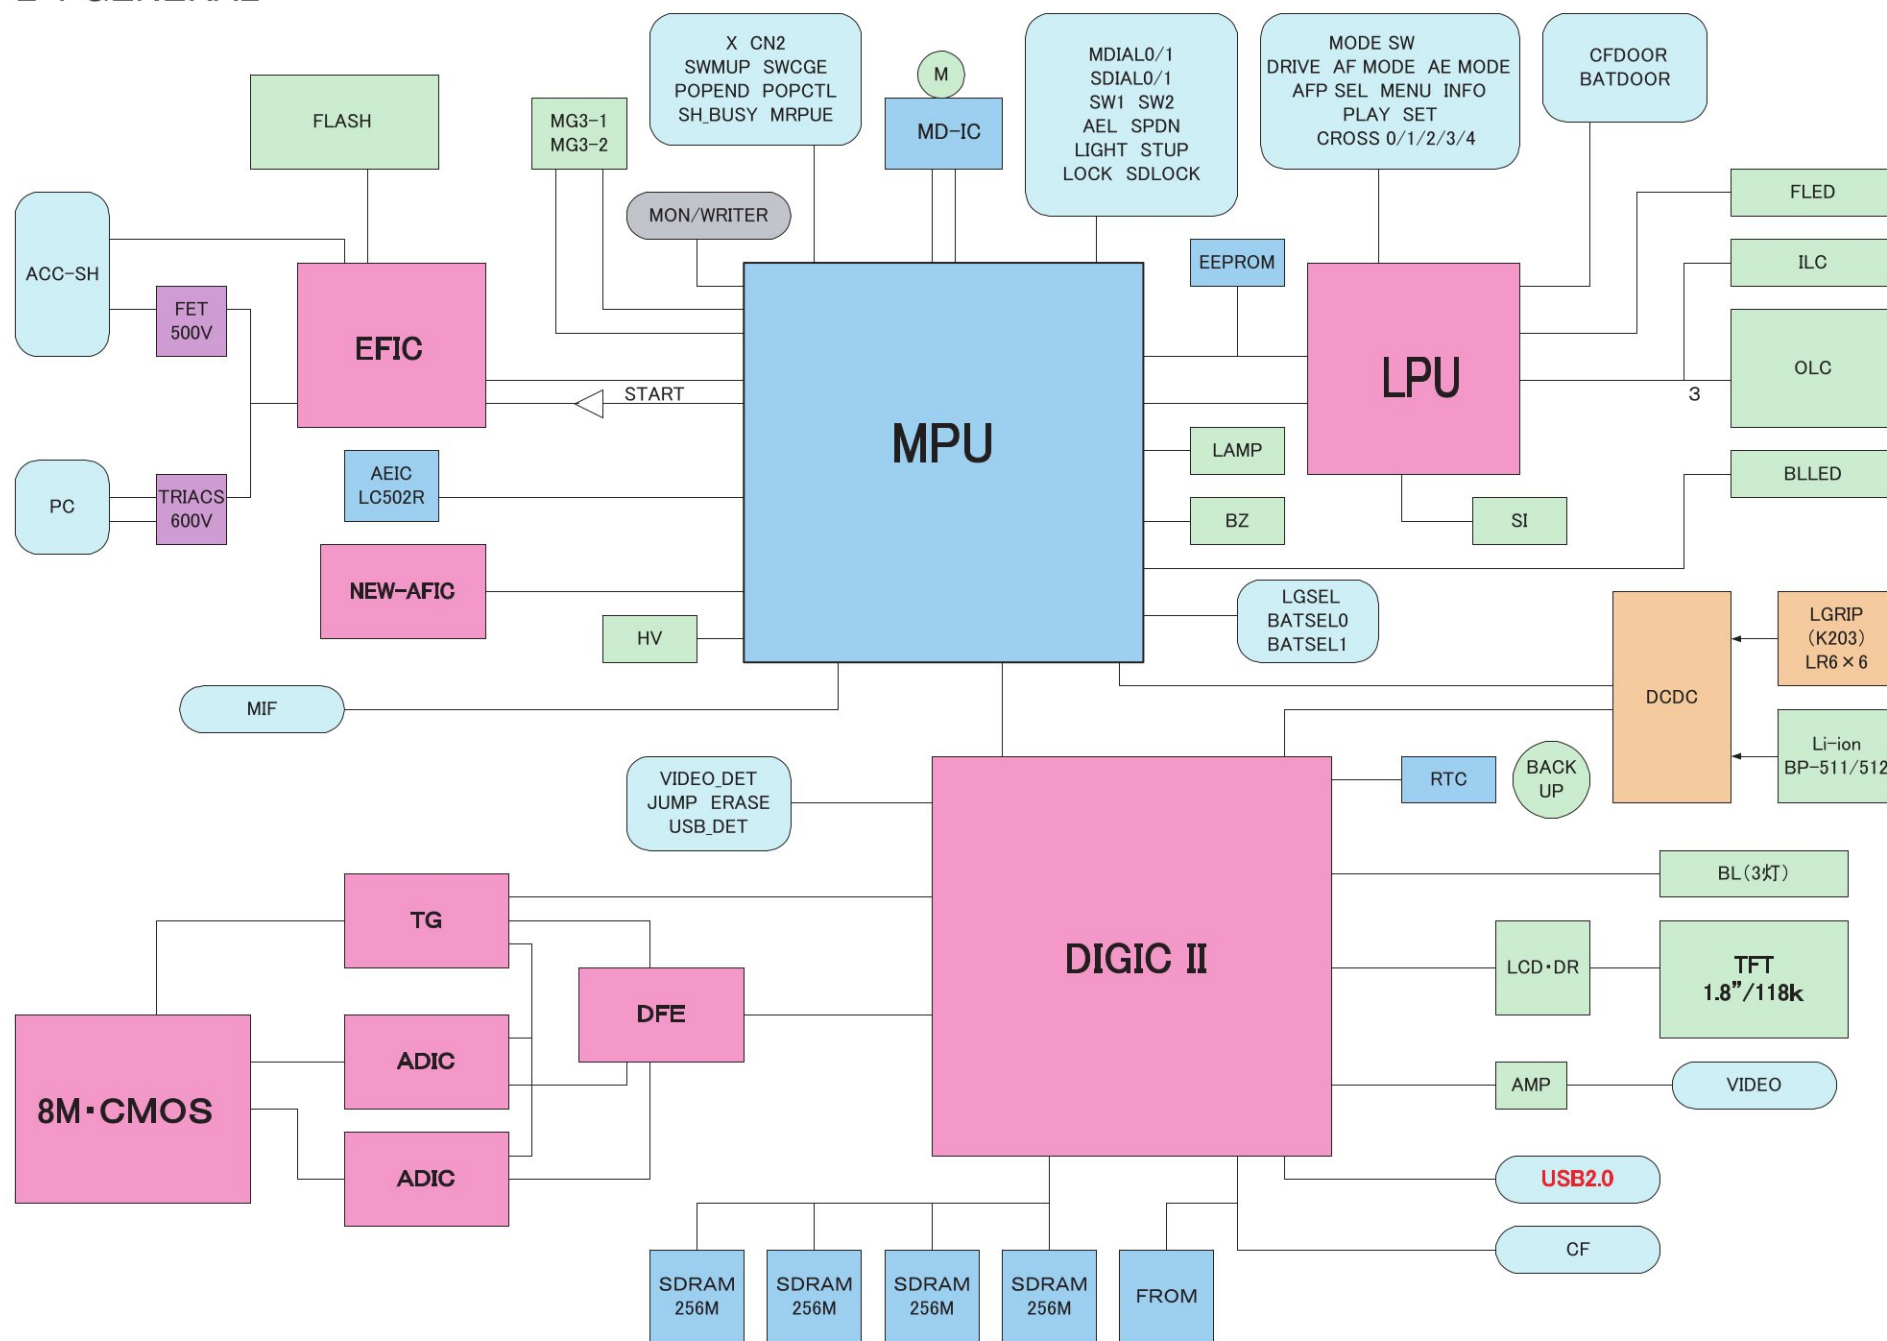 X CN2
SWMUP SWCGE
POPEND POPCTL
SH_BUSY MRPUE
M
MD-IC
MDIAL0/1
SDIAL0/1
SW1 SW2
AEL SPDN
LIGHT STUP
LOCK SDLOCK
MODE SW
DRIVE AF MODE AE MODE
AFP SEL MENU INFO
PLAY SET
CROSS 0/1/2/3/4
CFDOOR
BATDOOR
FLASH
MG3-1
MG3-2
MON/WRITER
FLED
ACC-SH
FET
500V
EFIC
EEPROM
ILC
OLC
3
START
MPU
LPU
LAMP
BZ
SI
BLLED
AEIC
LC502R
PC
TRIACS
600V
NEW-AFIC
HV
LGSEL
BATSEL0
BATSEL1
MIF
DCDC
LGRIP
(K203)
LR6×6
Li-ion
BP-511/512
VIDEO_DET
JUMP ERASE
USB_DET
RTC
BACK
UP
DIGIC II
BL(3灯)
TG
DFE
LCD・DR
TFT
1.8”/118k
8M・CMOS
ADIC
ADIC
AMP
VIDEO
USB2.0
CF
SDRAM
256M
SDRAM
256M
SDRAM
256M
SDRAM
256M
FROM